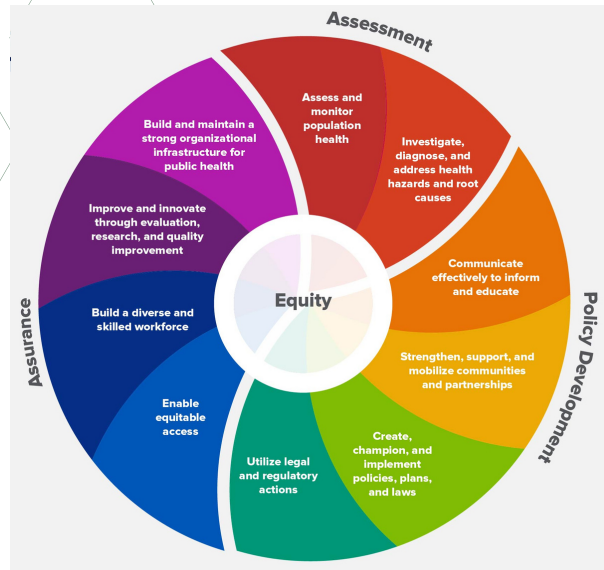 Assessment
Assess and
monitor
population
health
Investigate,
diagnose, and
address health
hazards and root
causes
Policy Development
Communicate
effectively to inform
and educate
Strengthen, support, and
mobilize communities
and partnerships
Create,
champion, and
implement
policies, plans,
and laws
Utilize legal
and regulatory
actions
Assurance
Enable
equitable
access
Build a diverse and
skilled workforce
Improve and innovate
through evaluation,
research, and quality
improvement
Build and maintain a
strong organizational
infrastructure for
public health
Equity